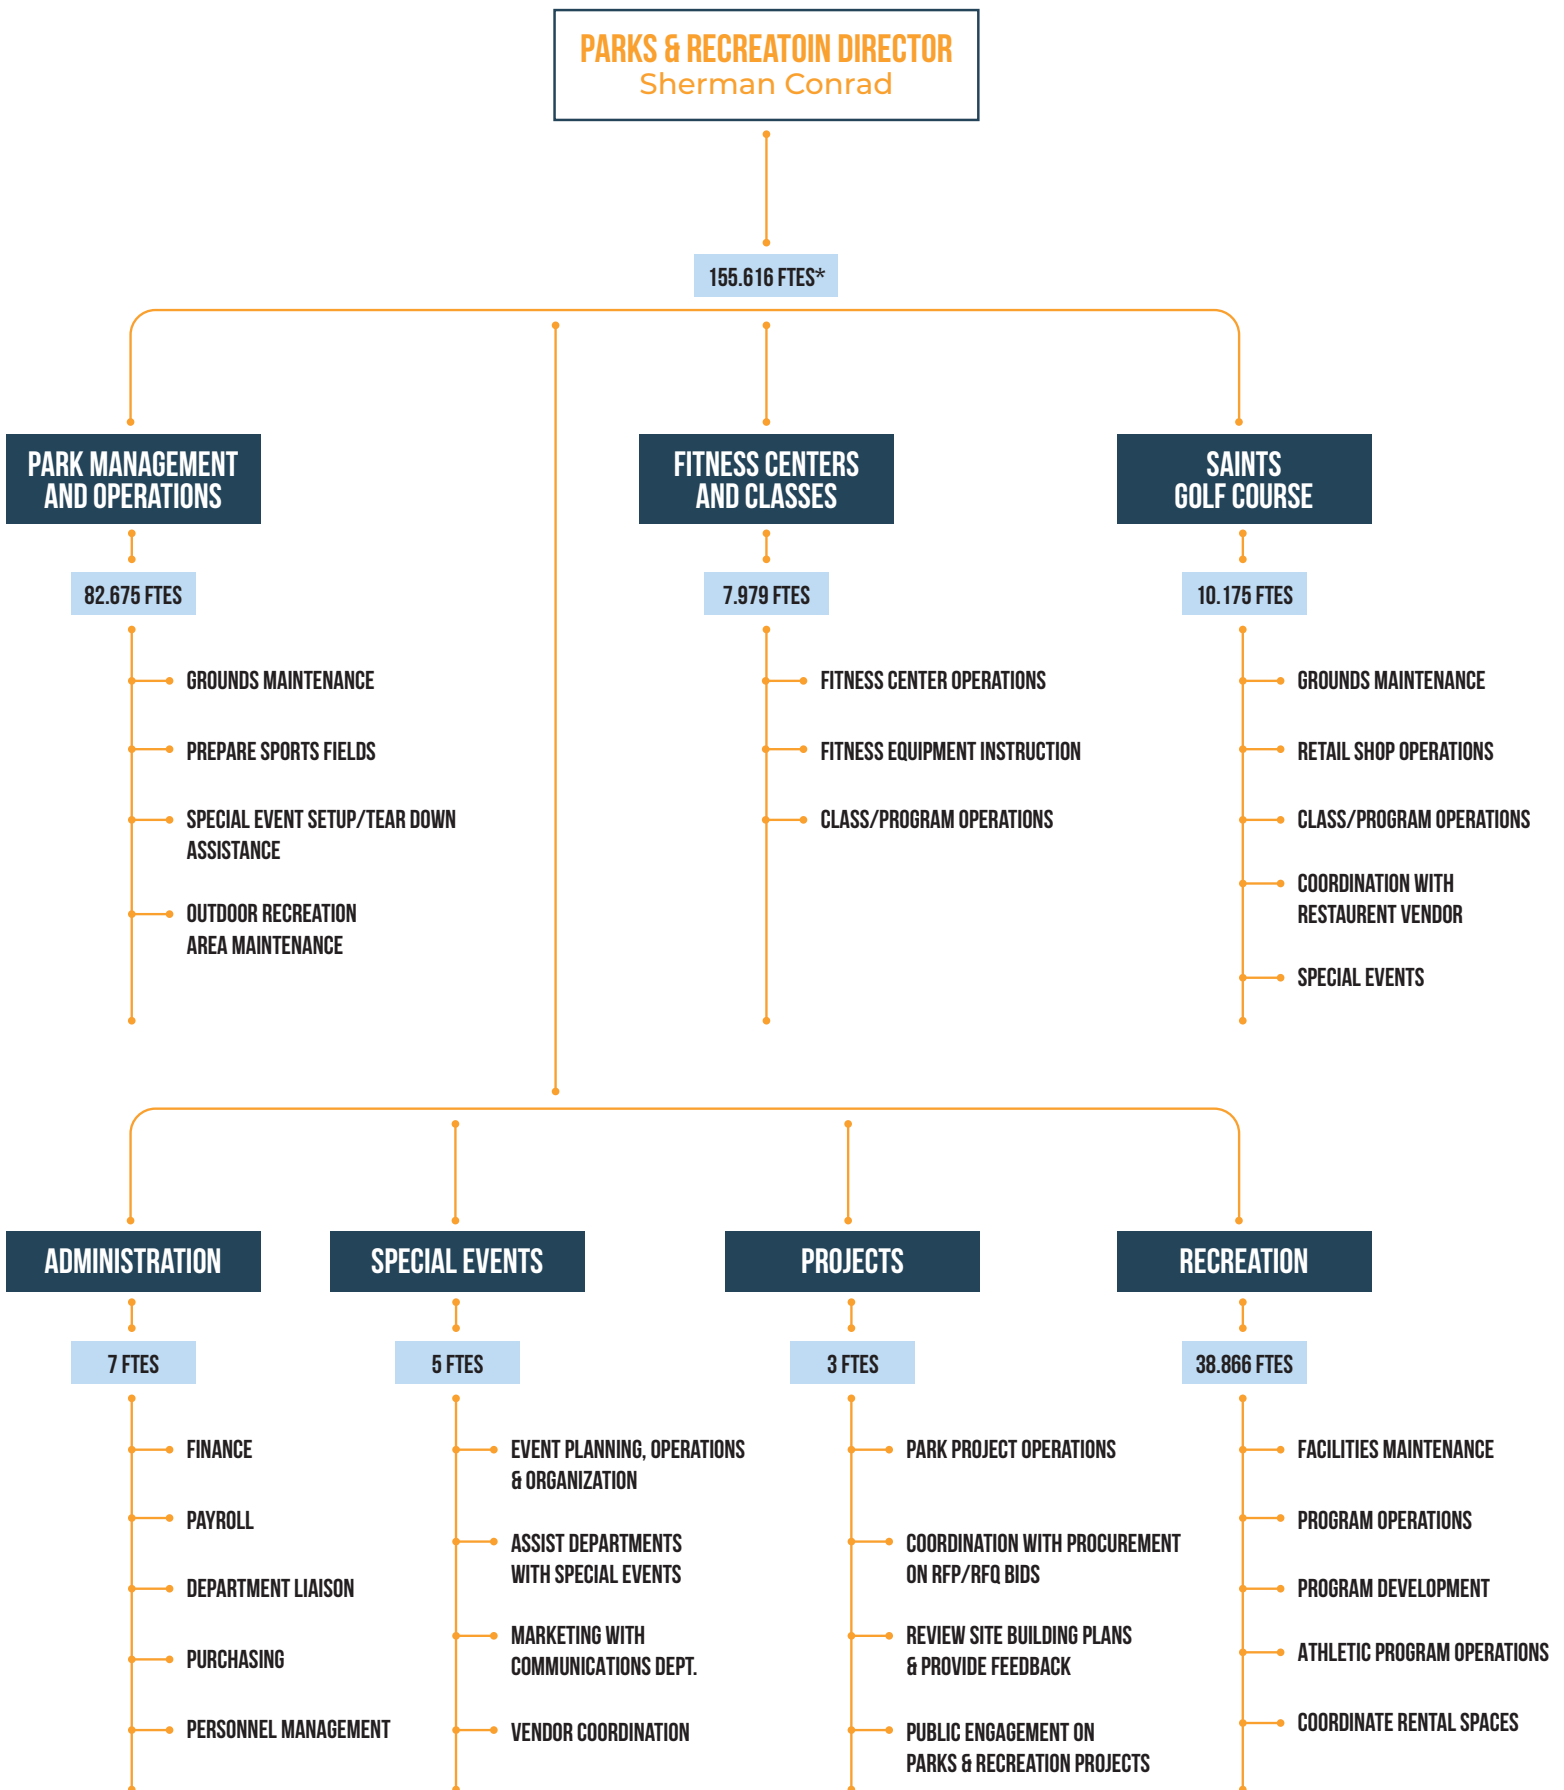 PARKS & RECREATOIN DIRECTOR
Sherman Conrad
155.616 FTES*
PARK MANAGEMENT
AND OPERATIONS
82.675 FTES
GROUNDS MAINTENANCE
PREPARE SPORTS FIELDS
SPECIAL EVENT SETUP/TEAR DOWN
ASSISTANCE
OUTDOOR RECREATION
AREA MAINTENANCE
FITNESS CENTERS
AND CLASSES
7.979 FTES
FITNESS CENTER OPERATIONS
FITNESS EQUIPMENT INSTRUCTION
CLASS/PROGRAM OPERATIONS
SAINTS
GOLF COURSE
10.175 FTES
GROUNDS MAINTENANCE
RETAIL SHOP OPERATIONS
CLASS/PROGRAM OPERATIONS
COORDINATION WITH
RESTAURENT VENDOR
SPECIAL EVENTS
ADMINISTRATION
7 FTES
FINANCE
PAYROLL
DEPARTMENT LIAISON
PURCHASING
PERSONNEL MANAGEMENT
SPECIAL EVENTS
5 FTES
EVENT PLANNING, OPERATIONS
& ORGANIZATION
ASSIST DEPARTMENTS
WITH SPECIAL EVENTS
MARKETING WITH
COMMUNICATIONS DEPT.
VENDOR COORDINATION
PROJECTS
3 FTES
PARK PROJECT OPERATIONS
COORDINATION WITH PROCUREMENT
ON RFP/RFQ BIDS
REVIEW SITE BUILDING PLANS
& PROVIDE FEEDBACK
PUBLIC ENGAGEMENT ON
PARKS & RECREATION PROJECTS
RECREATION
38.866 FTES
FACILITIES MAINTENANCE
PROGRAM OPERATIONS
PROGRAM DEVELOPMENT
ATHLETIC PROGRAM OPERATIONS
COORDINATE RENTAL SPACES